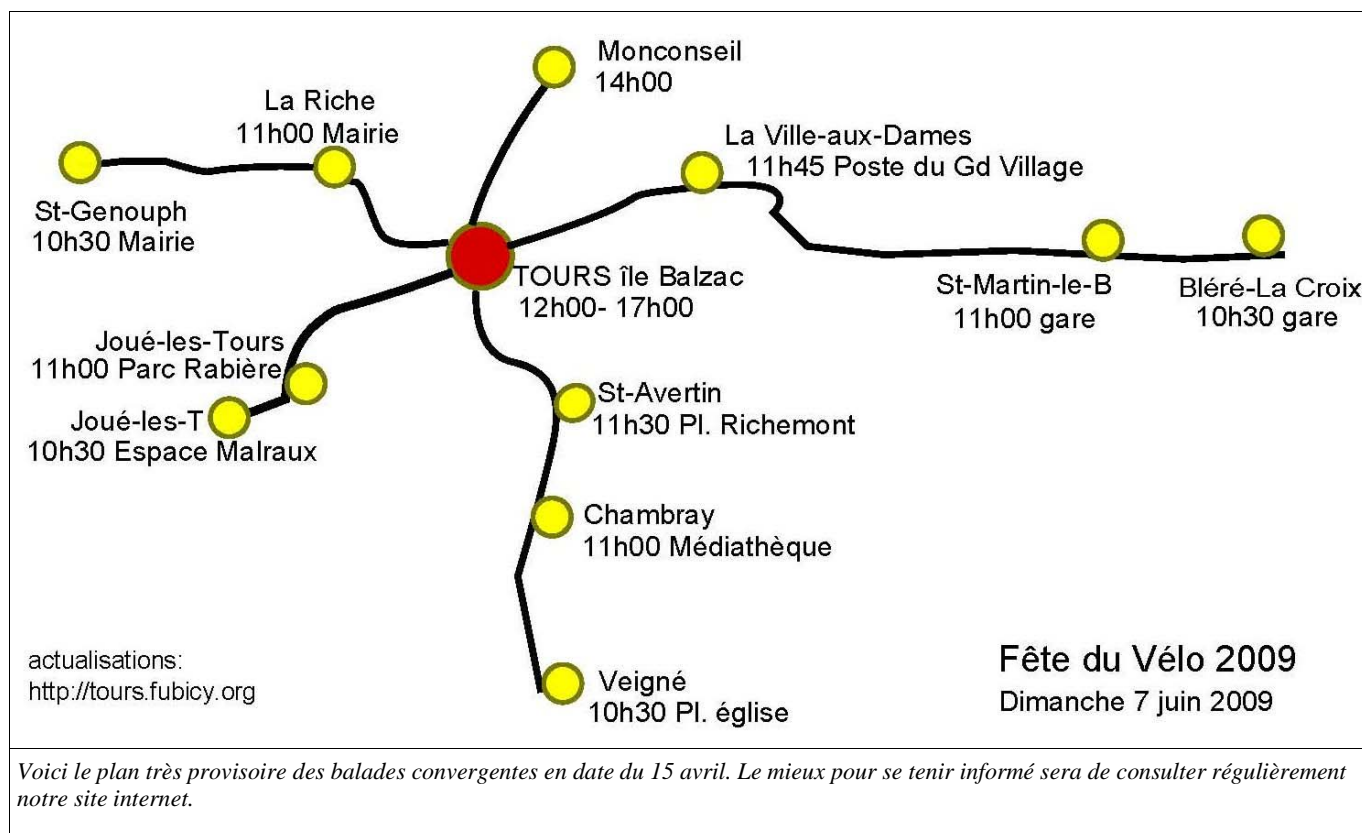 Monconseil
14h00
La Riche
11h00 Mairie
La Ville-aux-Dames
11h45 Poste du Gd Village
St-Genouph
10h30 Mairie
TOURS île Balzac
12h00- 17h00
St-Martin-le-B
11h00 gare
Bléré-La Croix
10h30 gare
Joué-les-Tours
11h00 Parc Rabière
Joué-les-T
10h30 Espace Malraux
St-Avertin
11h30 Pl. Richemont
Chambray
11h00 Médiathèque
Veigné
10h30 Pl. église
actualisations:
http://tours.fubicy.org
Fête du Vélo 2009
Dimanche 7 juin 2009
Voici le plan très provisoire des balades convergentes en date du 15 avril. Le mieux pour se tenir informé sera de consulter régulièrement
notre site internet.